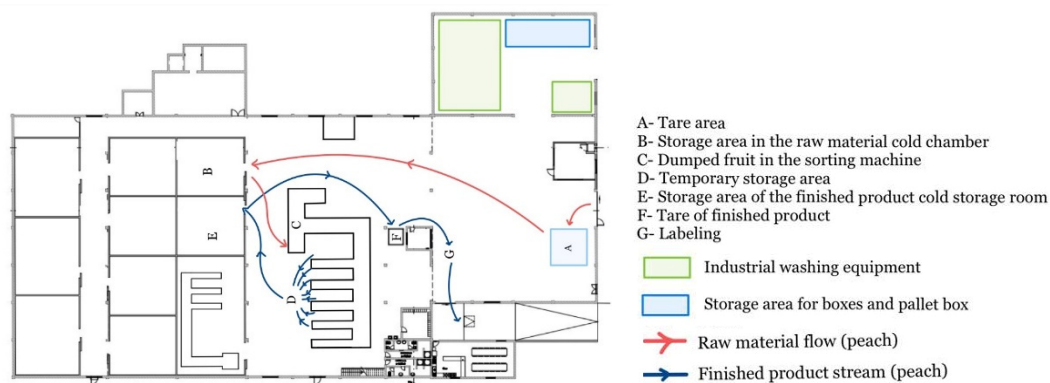 B
E
C
D
F
G
A
A- Tare area
B- Storage area in the raw material cold chamber
C- Dumped fruit in the sorting machine
D- Temporary storage area
E- Storage area of the finished product cold storage room
F- Tare of finished product
G- Labeling
Industrial washing equipment
Storage area for boxes and pallet box
Raw material flow (peach)
Finished product stream (peach)